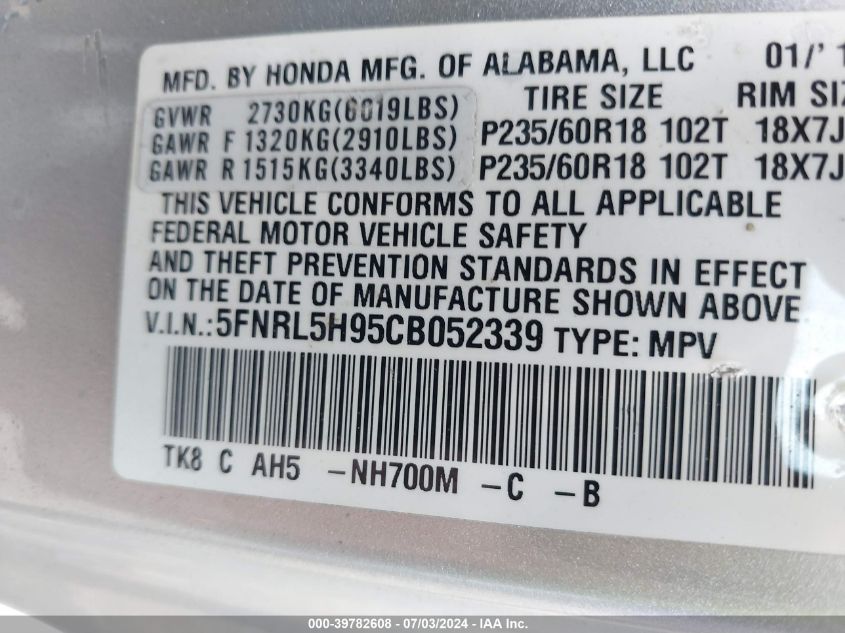 MFD. BY HONDA MFG. OF ALABAMA, LLC 01/'1
GVWR 2730KG(6019LBS) TIRE SIZE RIM SIZ
GAWR F 1320KG(2910LBS) P235/60R18 102T 18X7J
GAWR R 1515KG(3340LBS) P235/60R18 102T 18X7J
THIS VEHICLE CONFORMS TO ALL APPLICABLE
FEDERAL MOTOR VEHICLE SAFETY
AND THEFT PREVENTION STANDARDS IN EFFECT
ON THE DATE OF MANUFACTURE SHOWN ABOVE.
V.I.N.:5FNRL5H95CB052339 TYPE: MPV
TK8 C AH5 -NH700M -C -B
000-39782608 - 07/03/2024 - IAA Inc.